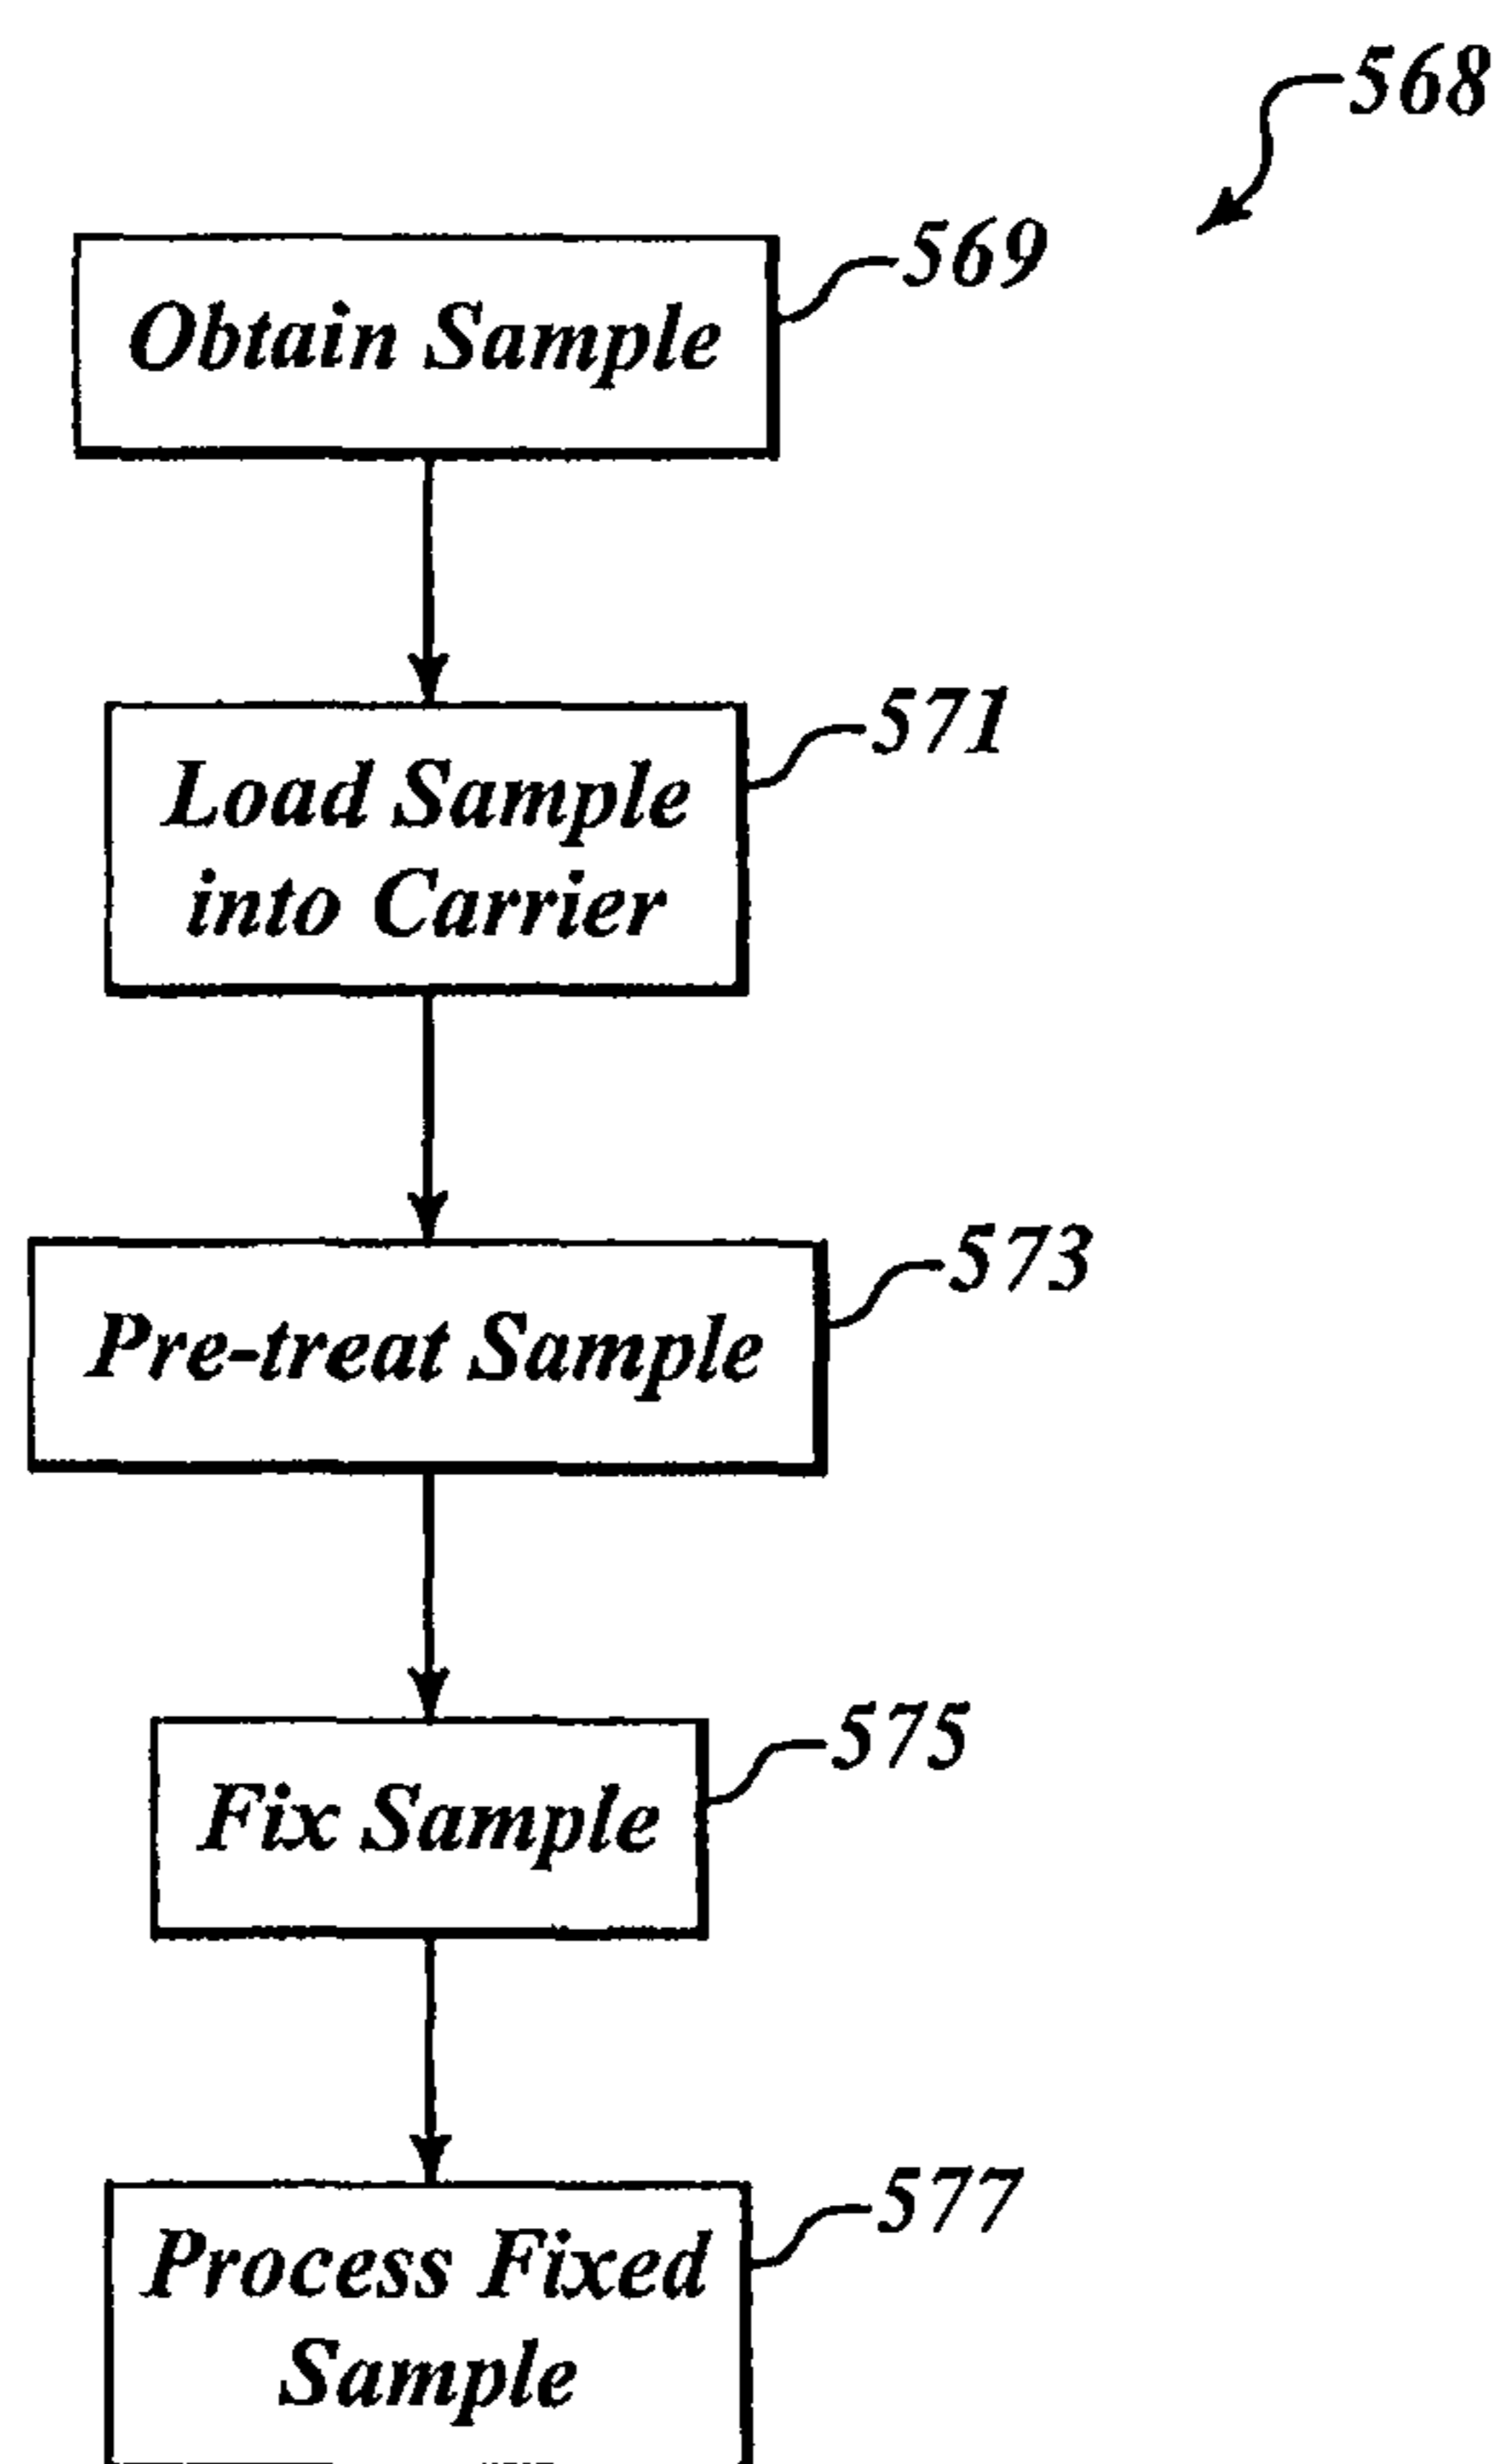 568
569
Obtain Sample
571
Load Sample
into Carrier
573
Pre-treat Sample
575
Fix Sample
577
Process Fixed
Sample